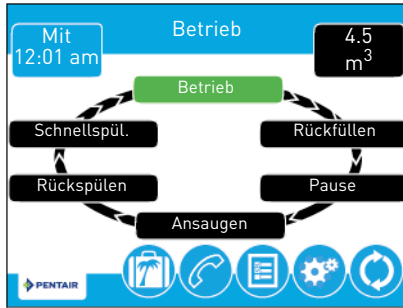 Mit
12:01 am
Betrieb
4.5
m3
Betrieb
Schnellspül.
Rückfüllen
Rückspülen
Pause
Ansaugen
PENTAIR